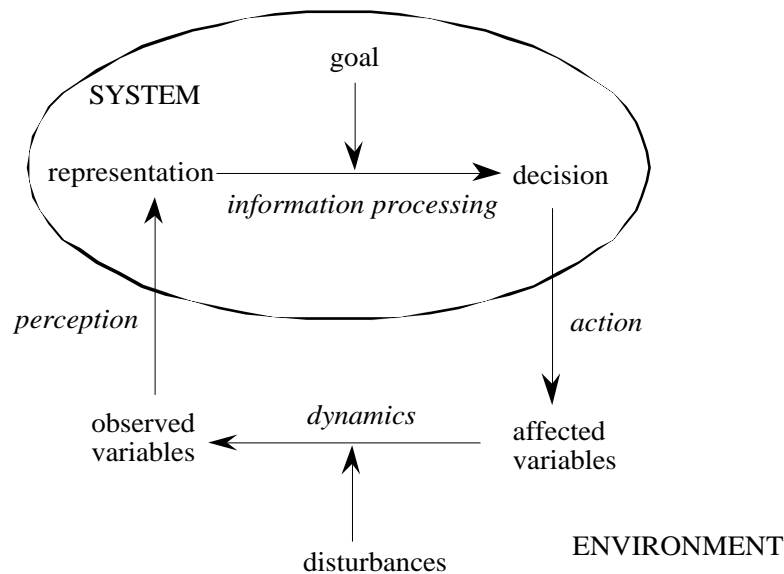 goal
SYSTEM
representation
decision
information processing
perception
action
observed
variables
dynamics
affected
variables
disturbances
ENVIRONMENT